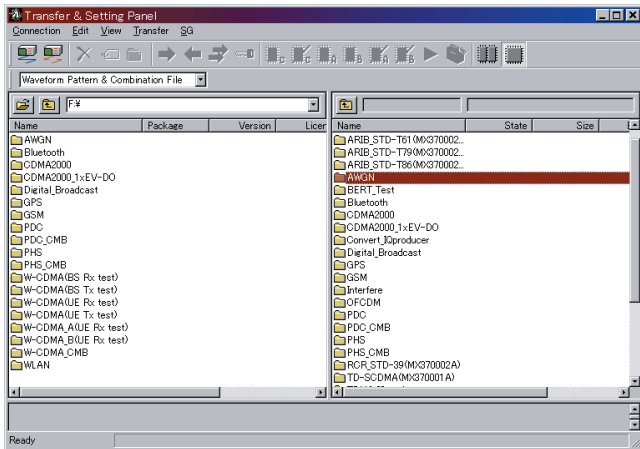 Transfer & Setting Panel
Connection Edit View Transfer SG
C C A B A B
Waveform Pattern & Combination File
F:¥
Name Package Version Licer
AWGN
Bluetooth
CDMA2000
CDMA2000_1xEV-DO
Digital_Broadcast
GPS
GSM
PDC
PDC_CMB
PHS
PHS_CMB
W-CDMA(BS Rx test)
W-CDMA(BS Tx test)
W-CDMA(UE Rx test)
W-CDMA(UE Tx test)
W-CDMA_A(UE Rx test)
W-CDMA_B(UE Rx test)
W-CDMA_CMB
WLAN
Name State Size
ARIB_STD-T61(MX370002...
ARIB_STD-T79(MX370002...
ARIB_STD-T86(MX370002...
AWGN
BERT_Test
Bluetooth
CDMA2000
CDMA2000_1xEV-DO
Convert_IQproducer
Digital_Broadcast
GPS
GSM
Interfere
OFCDM
PDC
PDC_CMB
PHS
PHS_CMB
RCR_STD-39(MX370002A)
TD-SCDMA(MX370001A)
Ready